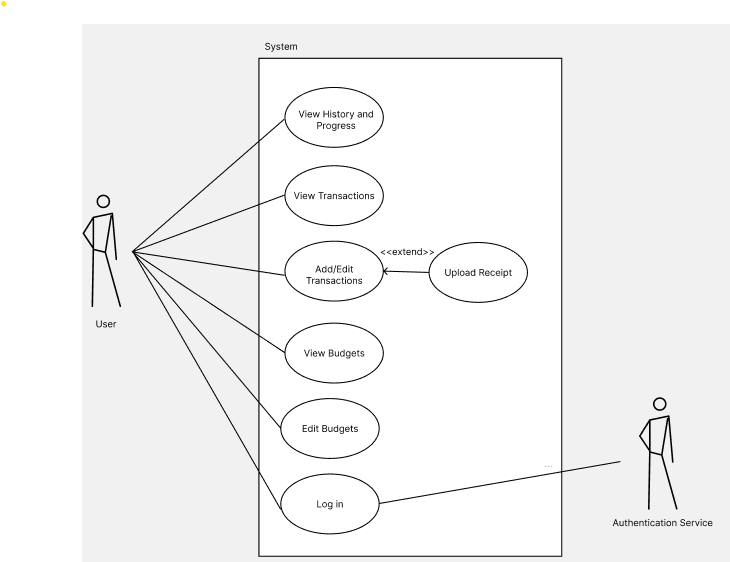 System
View History and
Progress
View Transactions
<<extend>>
Add/Edit
Transactions
Upload Receipt
User
View Budgets
Edit Budgets
...
Log in
Authentication Service